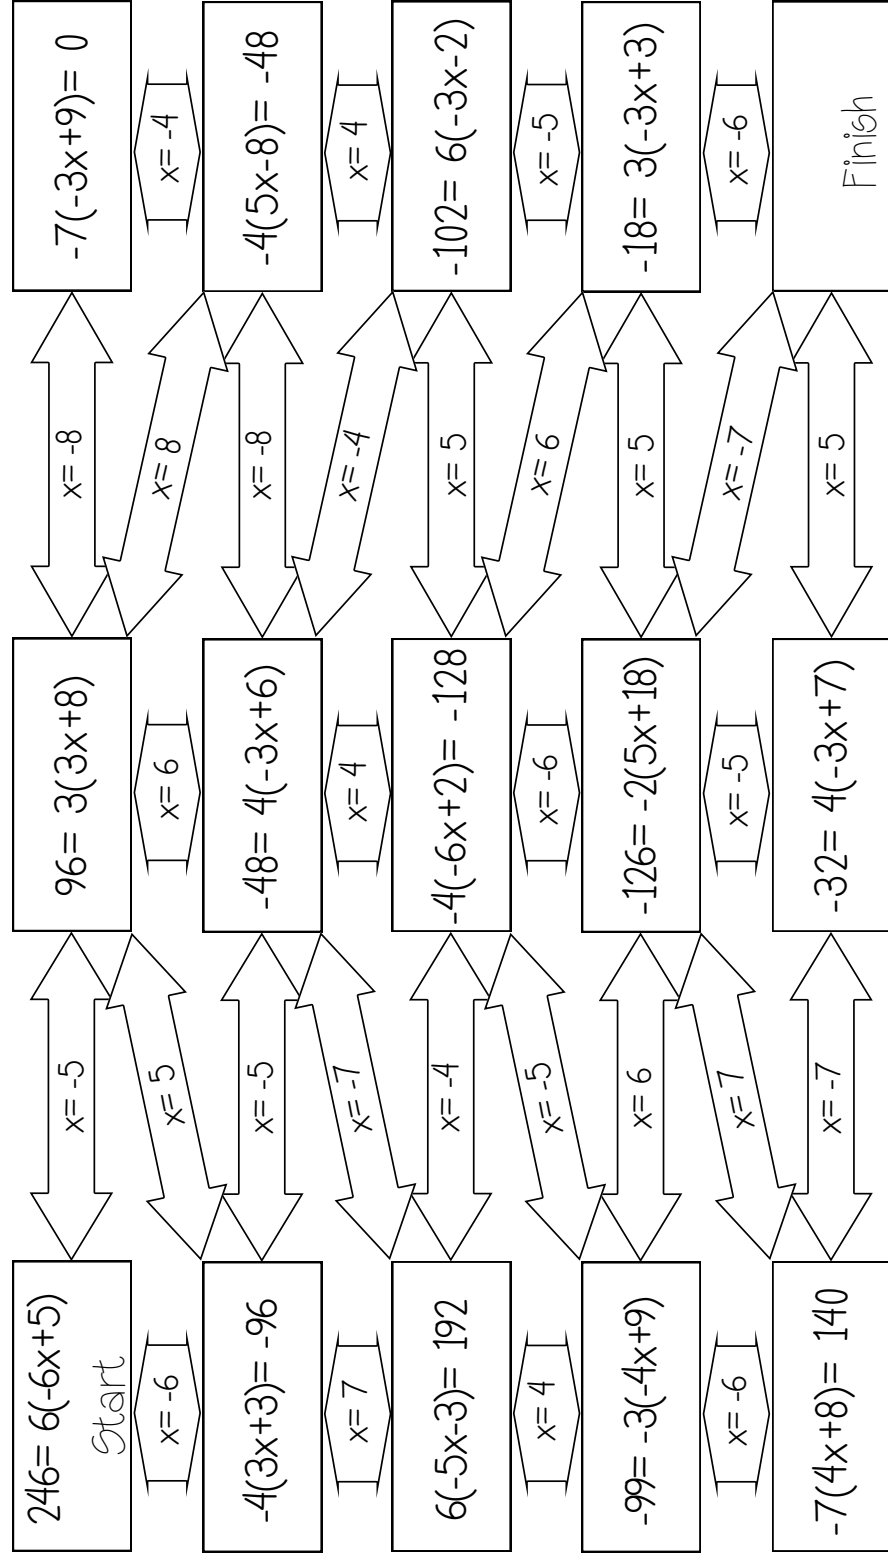 246= 6(-6x+5)
Start
x= -5
96= 3(3x+8)
x= -8
-7(-3x+9)= 0
x= -6
x= 5
x= 6
x= 8
x= -4
-4(3x+3)= -96
x= -5
-48= 4(-3x+6)
x= -8
-4(5x-8)= -48
x= 7
x= -7
x= 4
x= -4
x= 4
6(-5x-3)= 192
x= -4
-4(-6x+2)= -128
x= 5
-102= 6(-3x-2)
x= 4
x= -5
x= -6
x= 6
x= -5
-99= -3(-4x+9)
x= 6
-126= -2(5x+18)
x= 5
-18= 3(-3x+3)
x= -6
x= 7
x= -5
x= -7
x= -6
-7(4x+8)= 140
x= -7
-32= 4(-3x+7)
x= 5
Finish